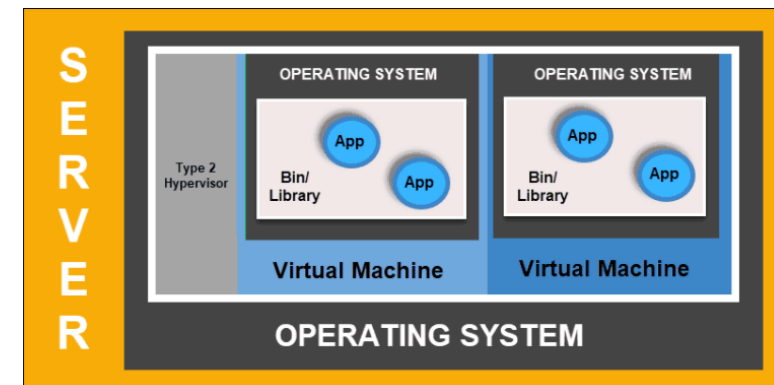 SERVER
Type 2
Hypervisor
OPERATING SYSTEM
App
App
Bin/
Library
Virtual Machine
OPERATING SYSTEM
App
App
Bin/
Library
Virtual Machine
OPERATING SYSTEM